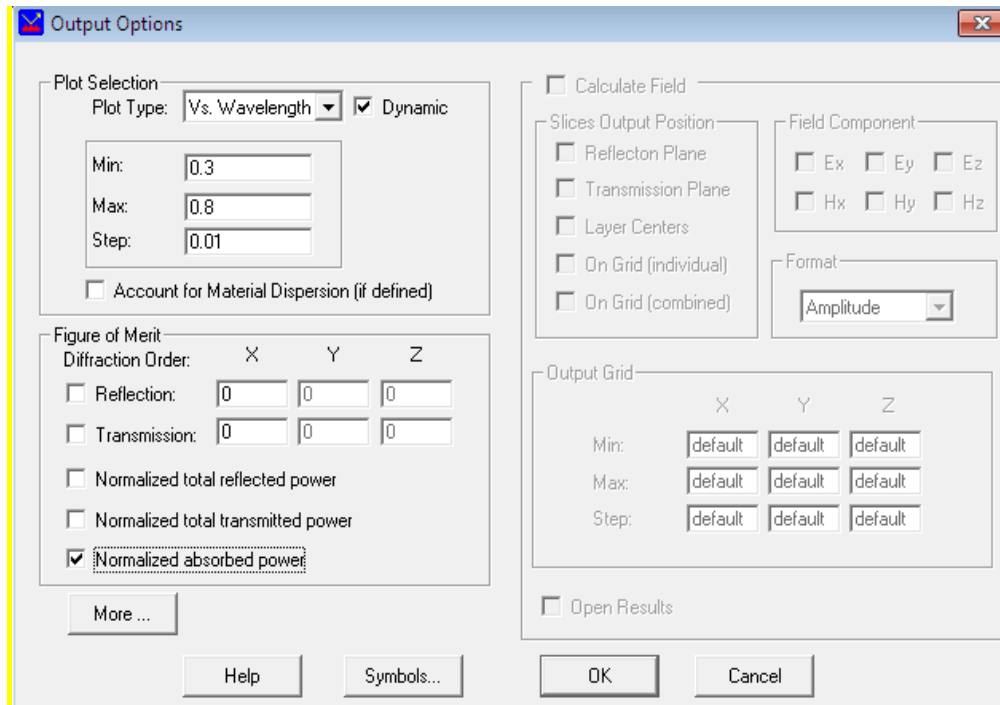 Output Options
Plot Selection
Plot Type: Vs. Wavelength Dynamic
Min: 0.3
Max: 0.8
Step: 0.01
Account for Material Dispersion (if defined)
Figure of Merit
Diffraction Order: X Y Z
Reflection: 0 0 0
Transmission: 0 0 0
Normalized total reflected power
Normalized total transmitted power
Normalized absorbed power
More ...
Calculate Field
Slices Output Position
Reflecton Plane
Transmission Plane
Layer Centers
On Grid (individual)
On Grid (combined)
Field Component
Ex Ey Ez
Hx Hy Hz
Format
Amplitude
Output Grid
X Y Z
Min: default default default
Max: default default default
Step: default default default
Open Results
Help Symbols... OK Cancel